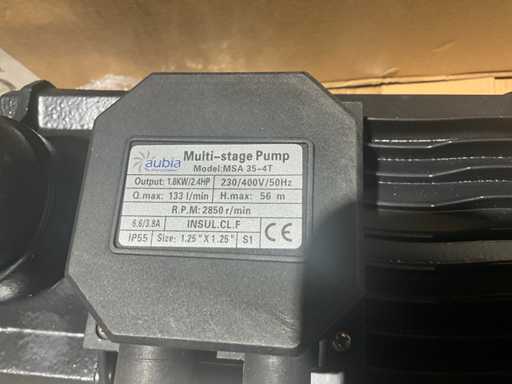 aubia
Multi-stage Pump
Model:MSA 35-4T
Output: 1.8KW/2.4HP 230/400V/50Hz
Q.max: 133 l/min H.max: 56 m
R.P.M: 2850 r/min
6.6/3.8A INSUL.CL.F
IP55 Size: 1.25"X1.25" S1 CE